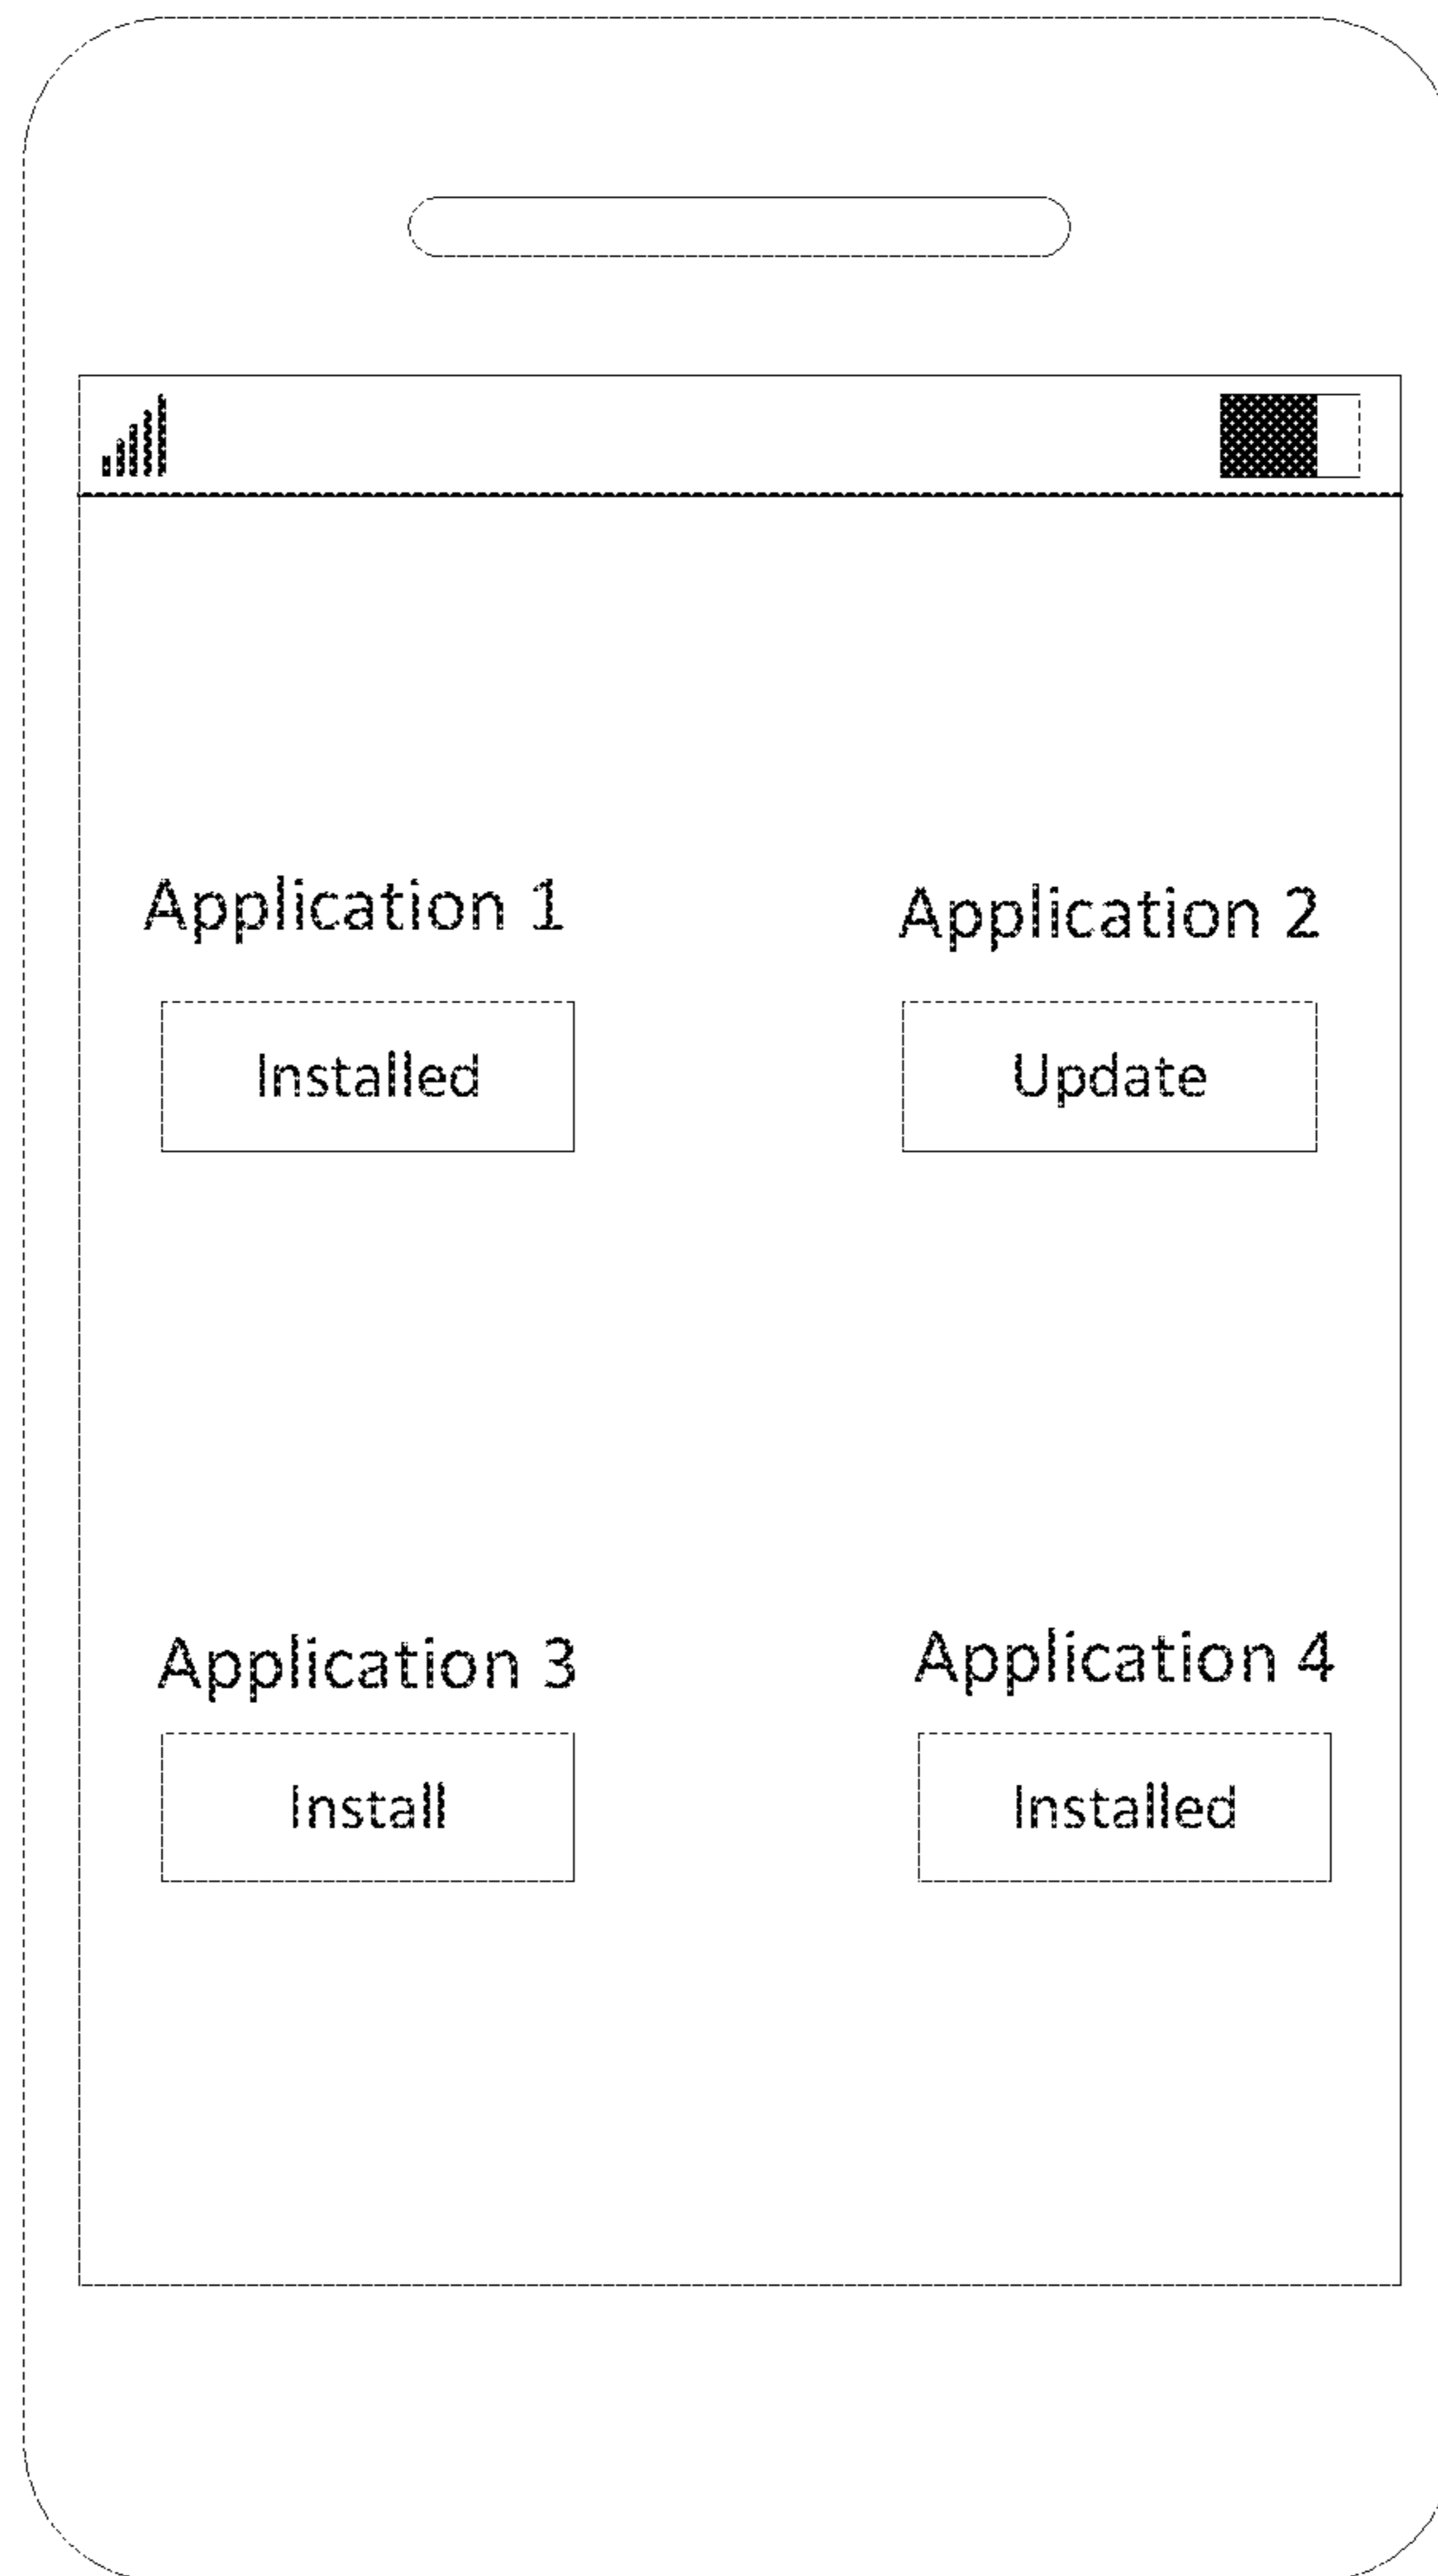 Application 1
Application 2
Installed
Update
Application 3
Application 4
Install
Installed